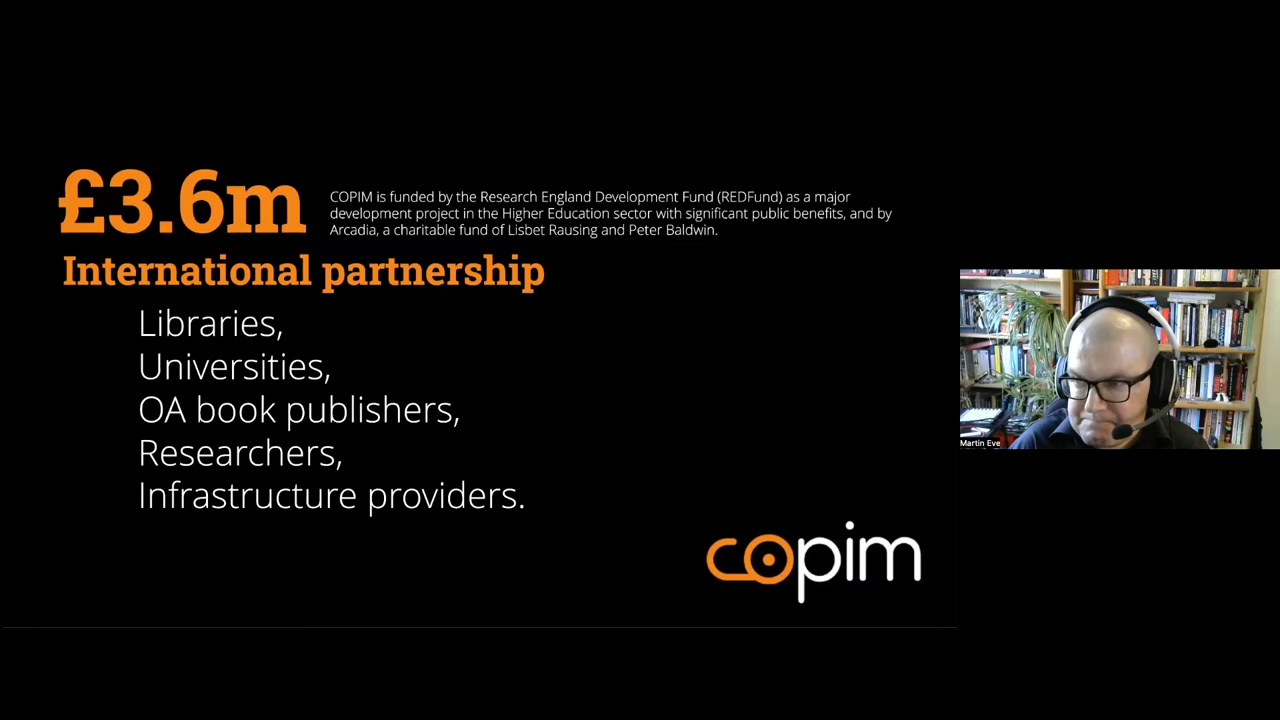 £3.6m
COPIM is funded by the Research England Development Fund (REDFund) as a major
development project in the Higher Education sector with significant public benefits, and by
Arcadia, a charitable fund of Lisbet Rausing and Peter Baldwin.
International partnership
Libraries,
Universities,
OA book publishers,
Researchers,
Infrastructure providers.
copim
Martin Eve